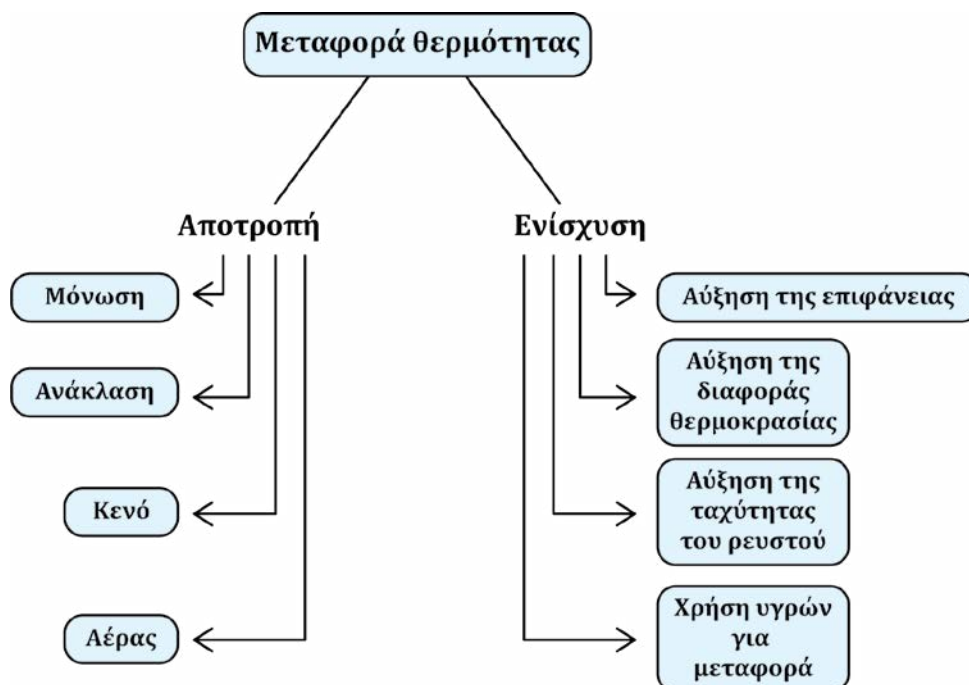 Μεταφορά θερμότητας
Αποτροπή
Ενίσχυση
Μόνωση
Ανάκλαση
Κενό
Αέρας
Αύξηση της επιφάνειας
Αύξηση της
διαφοράς
θερμοκρασίας
Αύξηση της
ταχύτητας
του ρευστού
Χρήση υγρών
για
μεταφορά